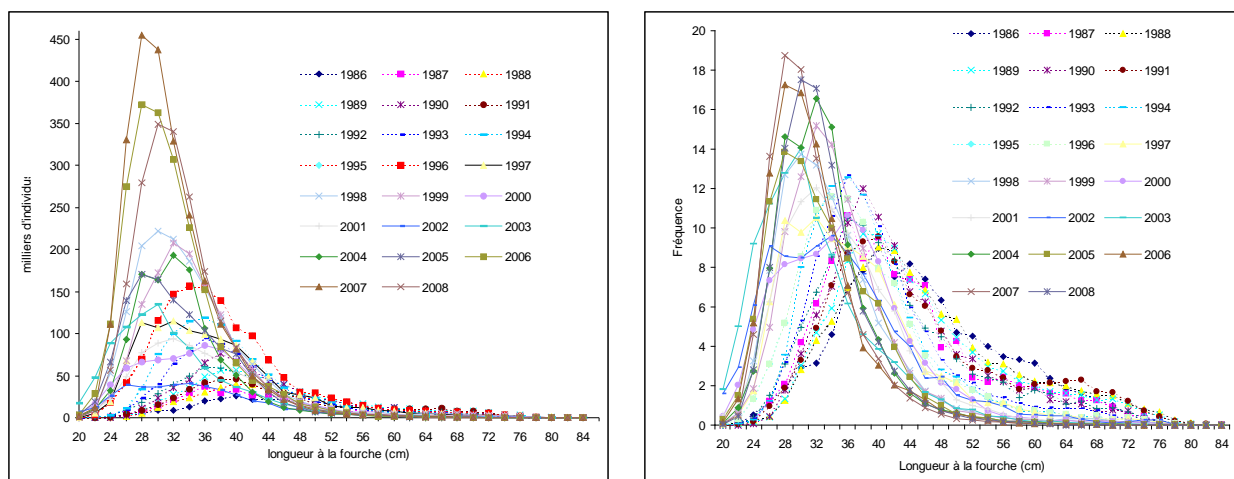 milliers d'individus
450
400
350
300
250
200
150
100
50
0
20 24 28 32 36 40 44 48 52 56 60 64 68 72 76 80 84
longueur à la fourche (cm)
1986 1987 1988
1989 1990 1991
1992 1993 1994
1995 1996 1997
1998 1999 2000
2001 2002 2003
2004 2005 2006
2007 2008
Fréquence
20
18
16
14
12
10
8
6
4
2
0
20 24 28 32 36 40 44 48 52 56 60 64 68 72 76 80 84
Longueur à la fourche (cm)
1986 1987 1988
1989 1990 1991
1992 1993 1994
1995 1996 1997
1998 1999 2000
2001 2002 2003
2004 2005 2006
2007 2008